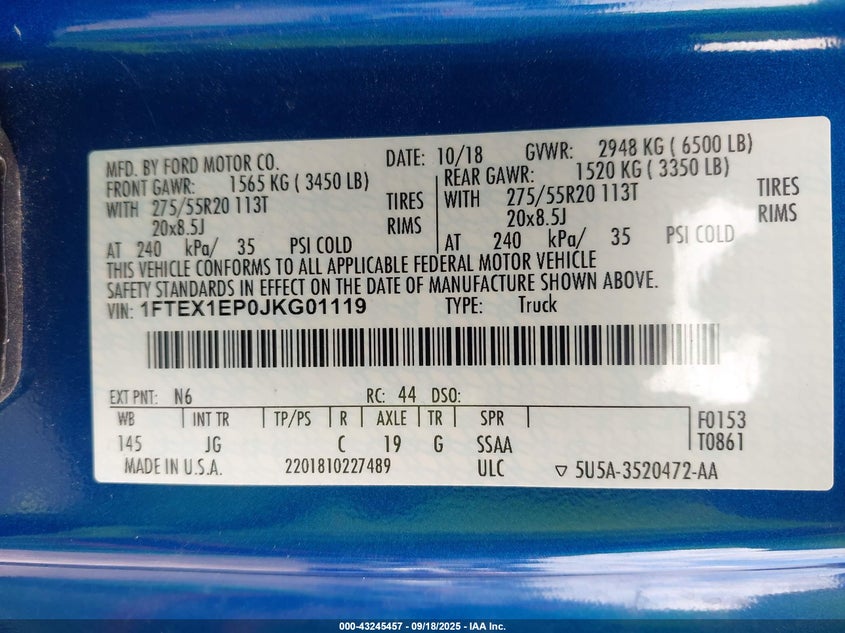 MFD. BY FORD MOTOR CO. DATE: 10/18 GVWR: 2948 KG ( 6500 LB)
FRONT GAWR: 1565 KG ( 3450 LB) REAR GAWR: 1520 KG ( 3350 LB)
WITH 275/55R20 113T TIRES WITH 275/55R20 113T TIRES
20x8.5J RIMS 20x8.5J RIMS
AT 240 kPa/ 35 PSI COLD AT 240 kPa/ 35 PSI COLD
THIS VEHICLE CONFORMS TO ALL APPLICABLE FEDERAL MOTOR VEHICLE
SAFETY STANDARDS IN EFFECT ON THE DATE OF MANUFACTURE SHOWN ABOVE.
VIN: 1FTEX1EP0JKG01119 TYPE: Truck
EXT PNT: N6 RC: 44 DSO:
WB INT TR TP/PS R AXLE TR SPR F0153
145 JG C 19 G SSAA T0861
MADE IN U.S.A. 2201810227489 ULC ▽ 5U5A-3520472-AA
000-43245457 - 09/18/2025 - IAA Inc.